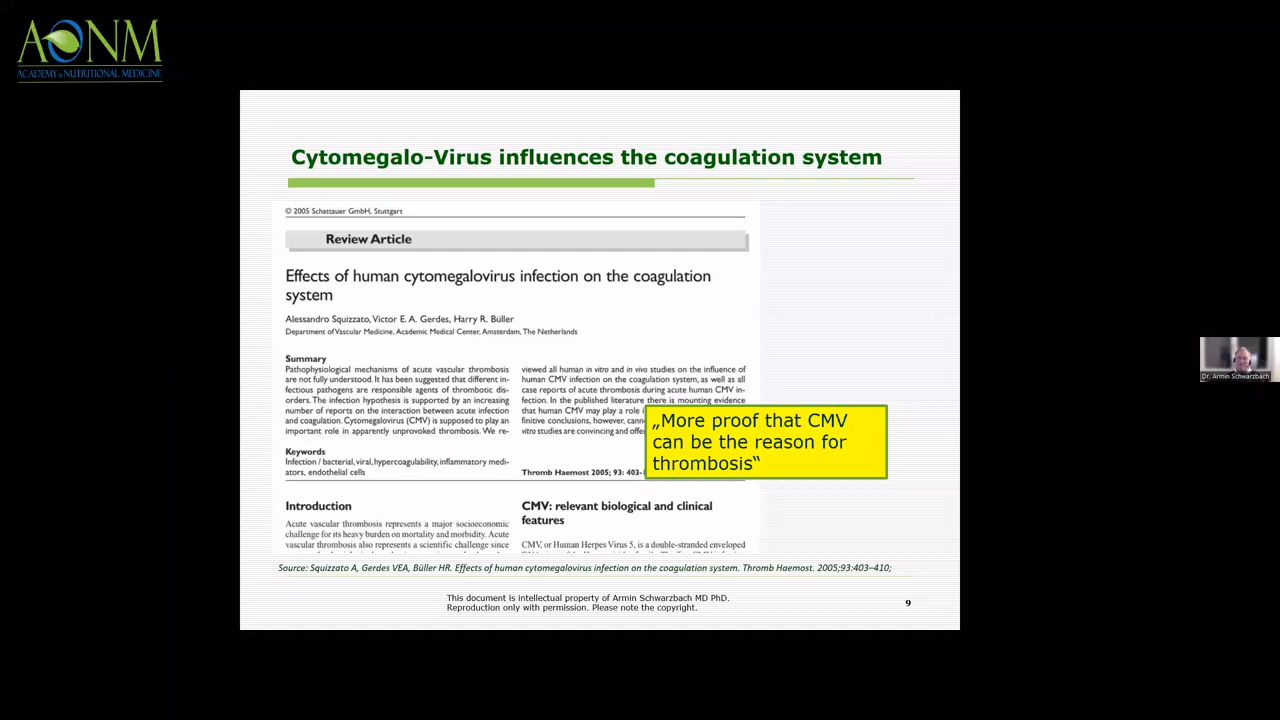 AONM
ACADEMY of NUTRITIONAL MEDICINE
Cytomegalo-Virus influences the coagulation system
© 2005 Schattauer GmbH, Stuttgart
Review Article
Effects of human cytomegalovirus infection on the coagulation
system
Alessandro Squizzato, Victor E. A. Gerdes, Harry R. Büller
Department of Vascular Medicine, Academic Medical Center, Amsterdam, The Netherlands
Summary
Pathophysiological mechanisms of acute vascular thrombosis
are not fully understood. It has been suggested that different in-
fectious pathogens are responsible agents of thrombotic dis-
orders. The infection hypothesis is supported by an increasing
number of reports on the interaction between acute infection
and coagulation. Cytomegalovirus (CMV) is supposed to play an
important role in apparently unprovoked thrombosis. We re-
viewed all human in vitro and in vivo studies on the influence of
human CMV infection on the coagulation system, as well as all
case reports of acute thrombosis during acute human CMV in-
fection. In the published literature there is mounting evidence
that human CMV may play a role i
finitive conclusions, however, cann
vitro studies are convincing and offe
„More proof that CMV
can be the reason for
thrombosis“
Keywords
Infection / bacterial, viral, hypercoagulability, inflammatory medi-
ators, endothelial cells
Thromb Haemost 2005; 93: 403-
Introduction
Acute vascular thrombosis represents a major socioeconomic
challenge for its heavy burden on mortality and morbidity. Acute
vascular thrombosis also represents a scientific challenge since
CMV: relevant biological and clinical
features
CMV, or Human Herpes Virus 5, is a double-stranded enveloped
Source: Squizzato A, Gerdes VEA, Büller HR. Effects of human cytomegalovirus infection on the coagulation system. Thromb Haemost. 2005;93:403–410;
This document is intellectual property of Armin Schwarzbach MD PhD.
Reproduction only with permission. Please note the copyright.
9
Dr. Armin Schwarzbach